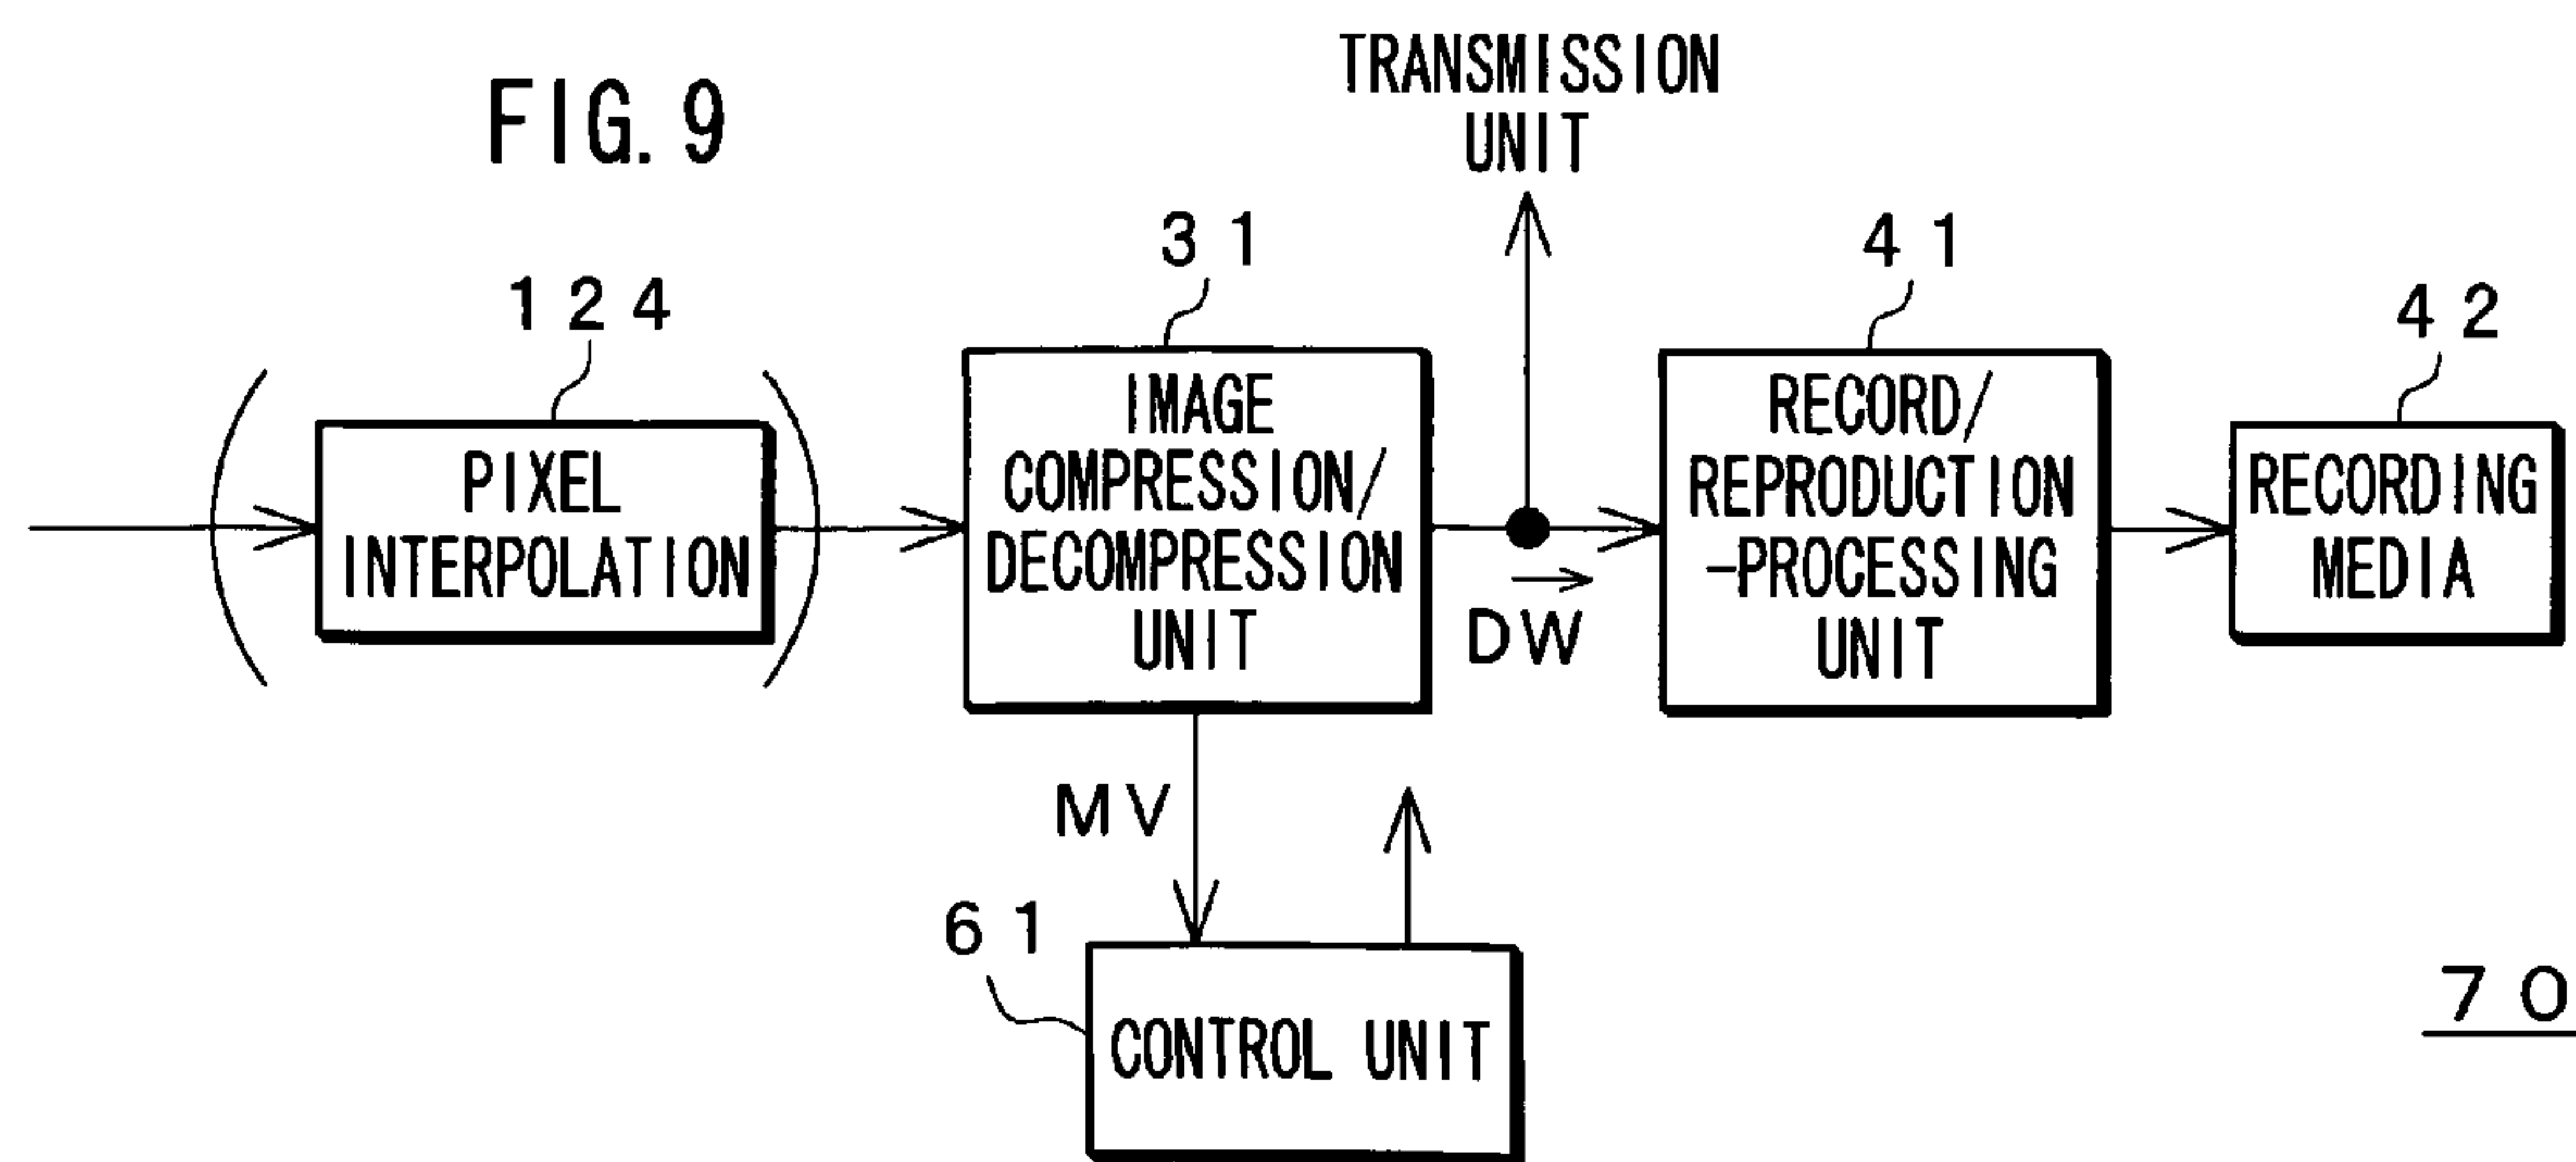 FIG. 9
TRANSMISSION
UNIT
124
PIXEL
INTERPOLATION
31
IMAGE
COMPRESSION/
DECOMPRESSION
UNIT
DW
41
RECORD/
REPRODUCTION
-PROCESSING
UNIT
42
RECORDING
MEDIA
MV
61
CONTROL UNIT
70